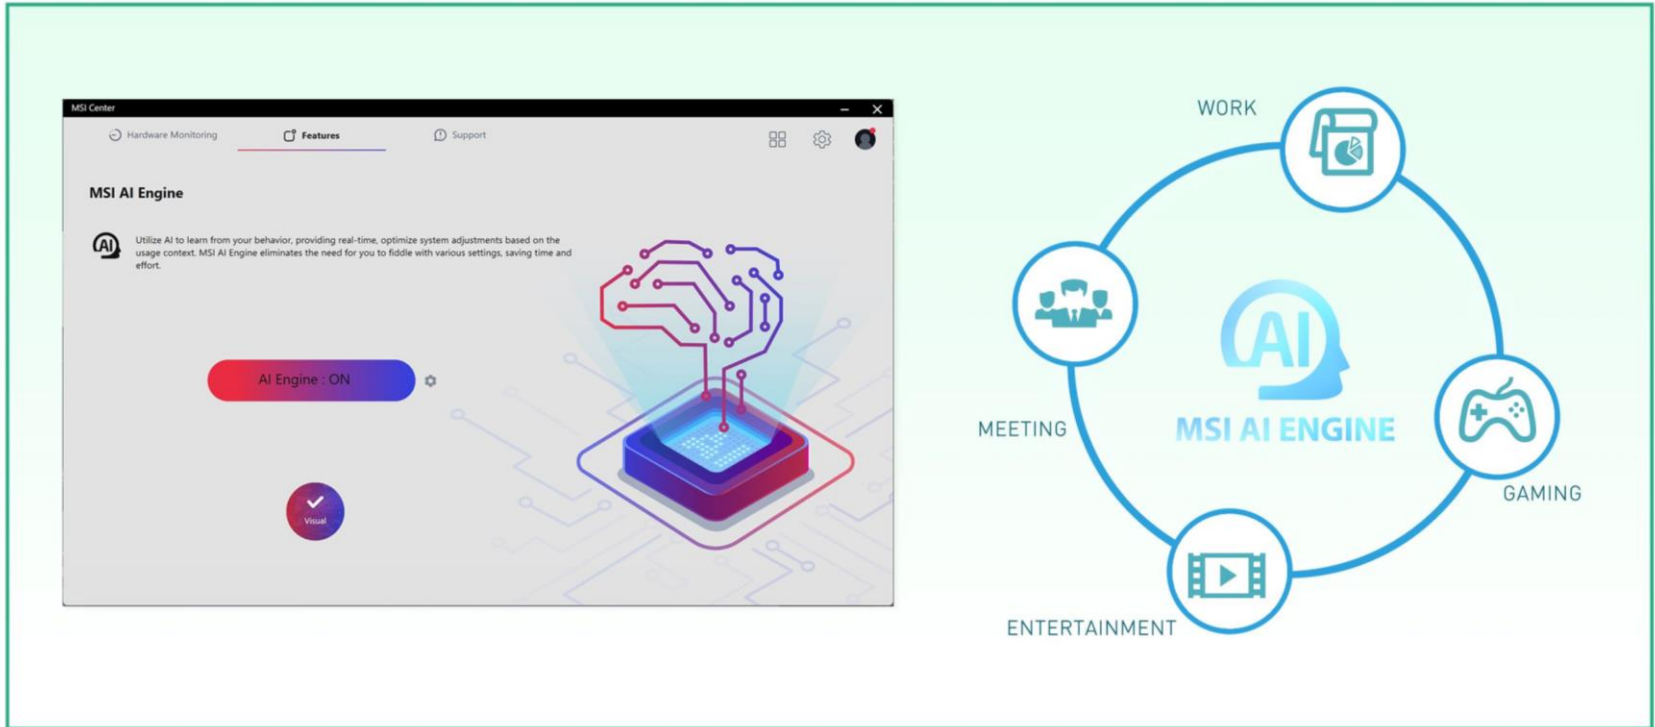 MSI Center
Hardware Monitoring
Features
Support
MSI AI Engine
AI
Utilize AI to learn from your behavior, providing real-time, optimize system adjustments based on the
usage context. MSI AI Engine eliminates the need for you to fiddle with various settings, saving time and
effort.
AI Engine : ON
Visual
WORK
MEETING
AI
MSI AI ENGINE
GAMING
ENTERTAINMENT